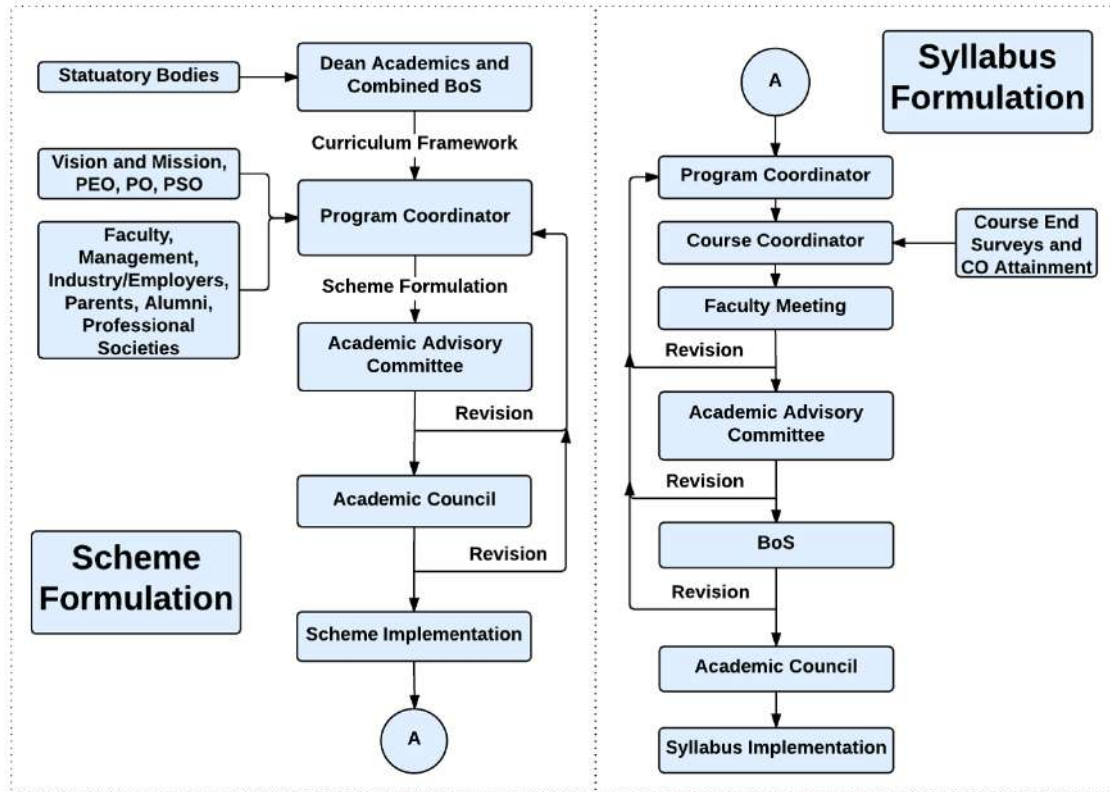 Statuatory Bodies
Dean Academics and
Combined BoS
Curriculum Framework
Vision and Mission,
PEO, PO, PSO
Program Coordinator
Faculty,
Management,
Industry/Employers,
Parents, Alumni,
Professional
Societies
Scheme Formulation
Academic Advisory
Committee
Revision
Academic Council
Revision
Scheme
Formulation
Scheme Implementation
A
Syllabus
Formulation
A
Program Coordinator
Course Coordinator
Course End
Surveys and
CO Attainment
Faculty Meeting
Revision
Academic Advisory
Committee
Revision
BoS
Revision
Academic Council
Syllabus Implementation